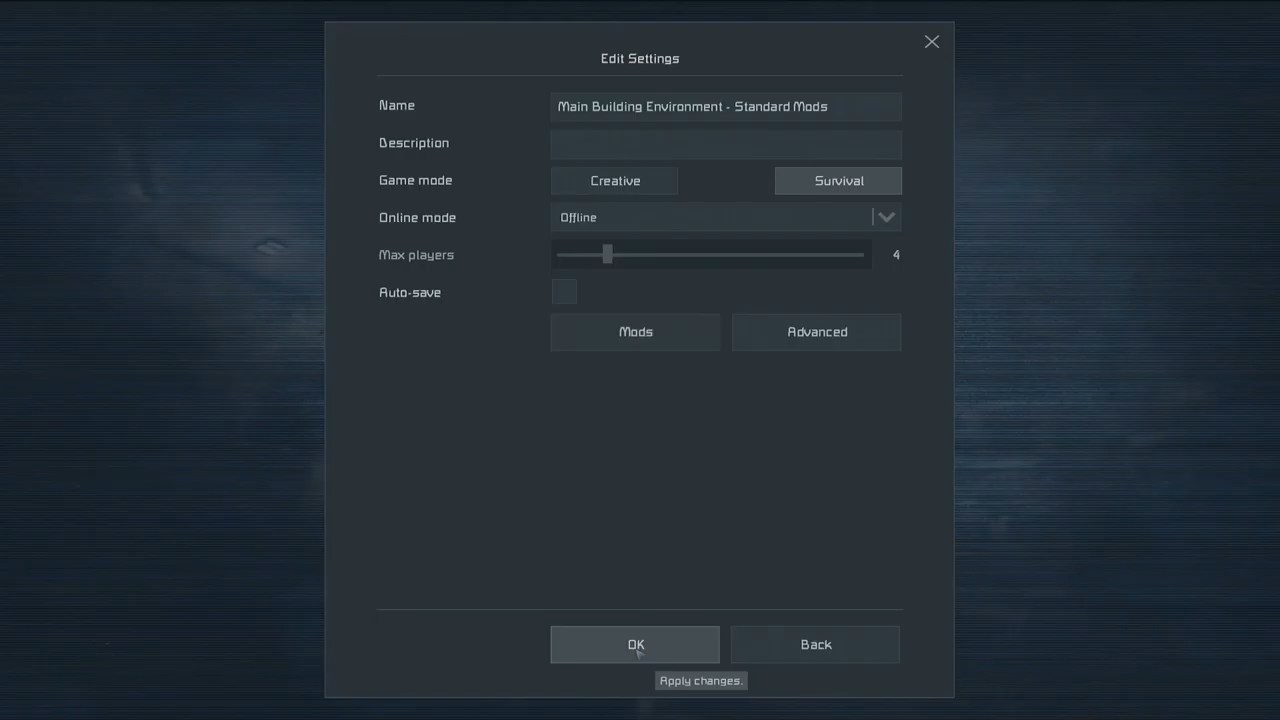 Edit Settings
Name
Main Building Environment - Standard Mods
Description
Game mode
Creative
Survival
Online mode
Offline
Max players
4
Auto-save
Mods
Advanced
OK
Back
Apply changes.